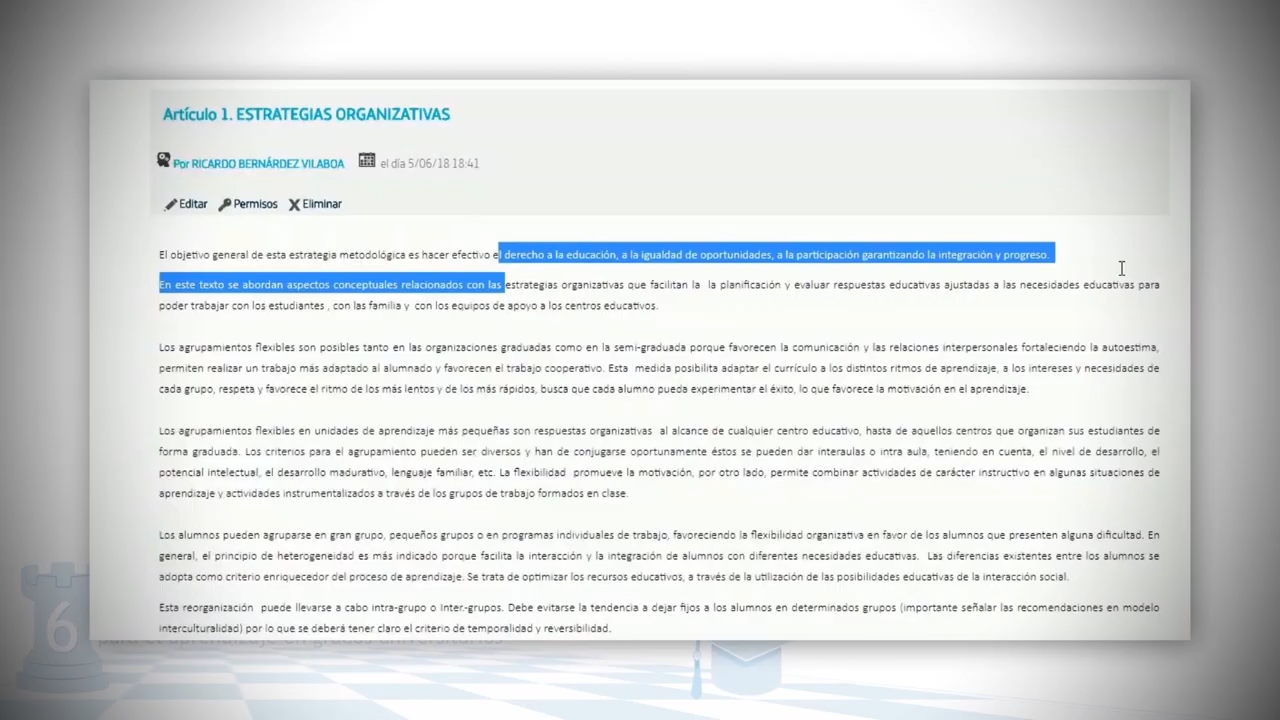 Artículo 1. ESTRATEGIAS ORGANIZATIVAS
Por RICARDO BERNÁRDEZ VILABOA el día 5/06/18 18:41
Editar Permisos Eliminar
El objetivo general de esta estrategia metodológica es hacer efectivo el derecho a la educación, a la igualdad de oportunidades, a la participación garantizando la integración y progreso.
En este texto se abordan aspectos conceptuales relacionados con las estrategias organizativas que facilitan la la planificación y evaluar respuestas educativas ajustadas a las necesidades educativas para
poder trabajar con los estudiantes , con las familia y con los equipos de apoyo a los centros educativos.
Los agrupamientos flexibles son posibles tanto en las organizaciones graduadas como en la semi-graduada porque favorecen la comunicación y las relaciones interpersonales fortaleciendo la autoestima,
permiten realizar un trabajo más adaptado al alumnado y favorecen el trabajo cooperativo. Esta medida posibilita adaptar el currículo a los distintos ritmos de aprendizaje, a los intereses y necesidades de
cada grupo, respeta y favorece el ritmo de los más lentos y de los más rápidos, busca que cada alumno pueda experimentar el éxito, lo que favorece la motivación en el aprendizaje.
Los agrupamientos flexibles en unidades de aprendizaje más pequeñas son respuestas organizativas al alcance de cualquier centro educativo, hasta de aquellos centros que organizan sus estudiantes de
forma graduada. Los criterios para el agrupamiento pueden ser diversos y han de conjugarse oportunamente éstos se pueden dar interaulas o intra aula, teniendo en cuenta, el nivel de desarrollo, el
potencial intelectual, el desarrollo madurativo, lenguaje familiar, etc. La flexibilidad promueve la motivación, por otro lado, permite combinar actividades de carácter instructivo en algunas situaciones de
aprendizaje y actividades instrumentalizados a través de los grupos de trabajo formados en clase.
Los alumnos pueden agruparse en gran grupo, pequeños grupos o en programas individuales de trabajo, favoreciendo la flexibilidad organizativa en favor de los alumnos que presenten alguna dificultad. En
general, el principio de heterogeneidad es más indicado porque facilita la interacción y la integración de alumnos con diferentes necesidades educativas. Las diferencias existentes entre los alumnos se
adopta como criterio enriquecedor del proceso de aprendizaje. Se trata de optimizar los recursos educativos, a través de la utilización de las posibilidades educativas de la interacción social.
Esta reorganización puede llevarse a cabo intra-grupo o Inter.-grupos. Debe evitarse la tendencia a dejar fijos a los alumnos en determinados grupos (importante señalar las recomendaciones en modelo
interculturalidad) por lo que se deberá tener claro el criterio de temporalidad y reversibilidad.
6
para el aprendizaje en grados universitarios